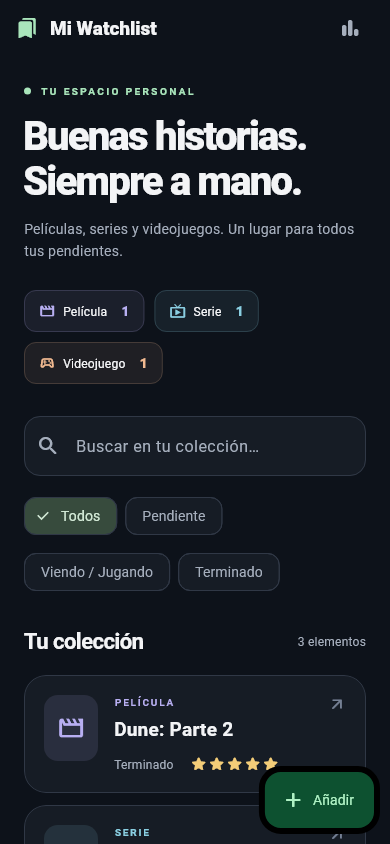 Mi Watchlist
TU ESPACIO PERSONAL
Buenas historias.
Siempre a mano.
Películas, series y videojuegos. Un lugar para todos
tus pendientes.
Película 1 Serie 1
Videojuego 1
Buscar en tu colección…
Todos Pendiente
Viendo / Jugando Terminado
Tu colección 3 elementos
PELÍCULA
Dune: Parte 2
Terminado
Añadir
SERIE